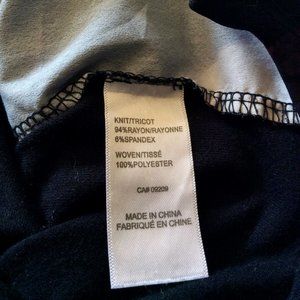 KNIT/TRICOT
94%RAYON/RAYONNE
6%SPANDEX
WOVEN/TISSÉ
100%POLYESTER
CA# 09209
MADE IN CHINA
FABRIQUÉ EN CHINE